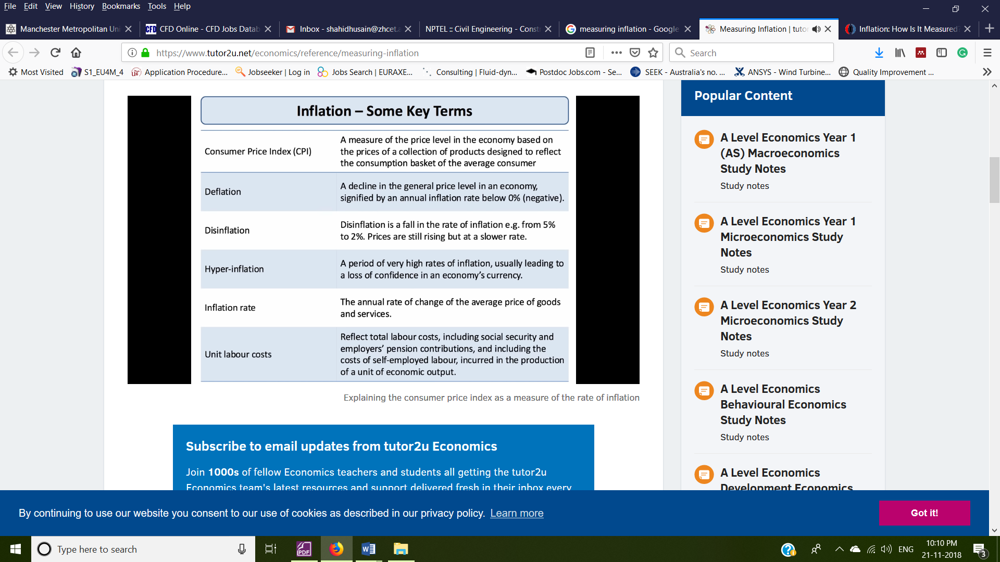 File Edit View History Bookmarks Tools Help
Manchester Metropolitan Uni
CFD CFD Online - CFD Jobs Datab
Inbox - shahidhusain@zhcet.a
NPTEL :: Civil Engineering - Const
measuring inflation - Google
Measuring Inflation | tutor
Inflation: How Is It Measured?
https://www.tutor2u.net/economics/reference/measuring-inflation
Search
Most Visited
S1_EU4M_4
Application Procedure...
Jobseeker | Log in
Jobs Search | EURAXE...
Consulting | Fluid-dyn...
Postdoc Jobs.com - Se...
SEEK - Australia's no. ...
ANSYS - Wind Turbine...
Quality Improvement ...
Inflation – Some Key Terms
Consumer Price Index (CPI)
A measure of the price level in the economy based on
the prices of a collection of products designed to reflect
the consumption basket of the average consumer
Deflation
A decline in the general price level in an economy,
signified by an annual inflation rate below 0% (negative).
Disinflation
Disinflation is a fall in the rate of inflation e.g. from 5%
to 2%. Prices are still rising but at a slower rate.
Hyper-inflation
A period of very high rates of inflation, usually leading to
a loss of confidence in an economy's currency.
Inflation rate
The annual rate of change of the average price of goods
and services.
Unit labour costs
Reflect total labour costs, including social security and
employers' pension contributions, and including the
costs of self-employed labour, incurred in the production
of a unit of economic output.
Explaining the consumer price index as a measure of the rate of inflation
Subscribe to email updates from tutor2u Economics
Join 1000s of fellow Economics teachers and students all getting the tutor2u
Economics team's latest resources and support delivered fresh in their inbox every
Popular Content
A Level Economics Year 1
(AS) Macroeconomics
Study Notes
Study notes
A Level Economics Year 1
Microeconomics Study
Notes
Study notes
A Level Economics Year 2
Microeconomics Study
Notes
Study notes
A Level Economics
Behavioural Economics
Study Notes
Study notes
A Level Economics
Development Economics
By continuing to use our website you consent to our use of cookies as described in our privacy policy. Learn more
Got it!
Type here to search
PDF
ENG
10:10 PM
21-11-2018
3